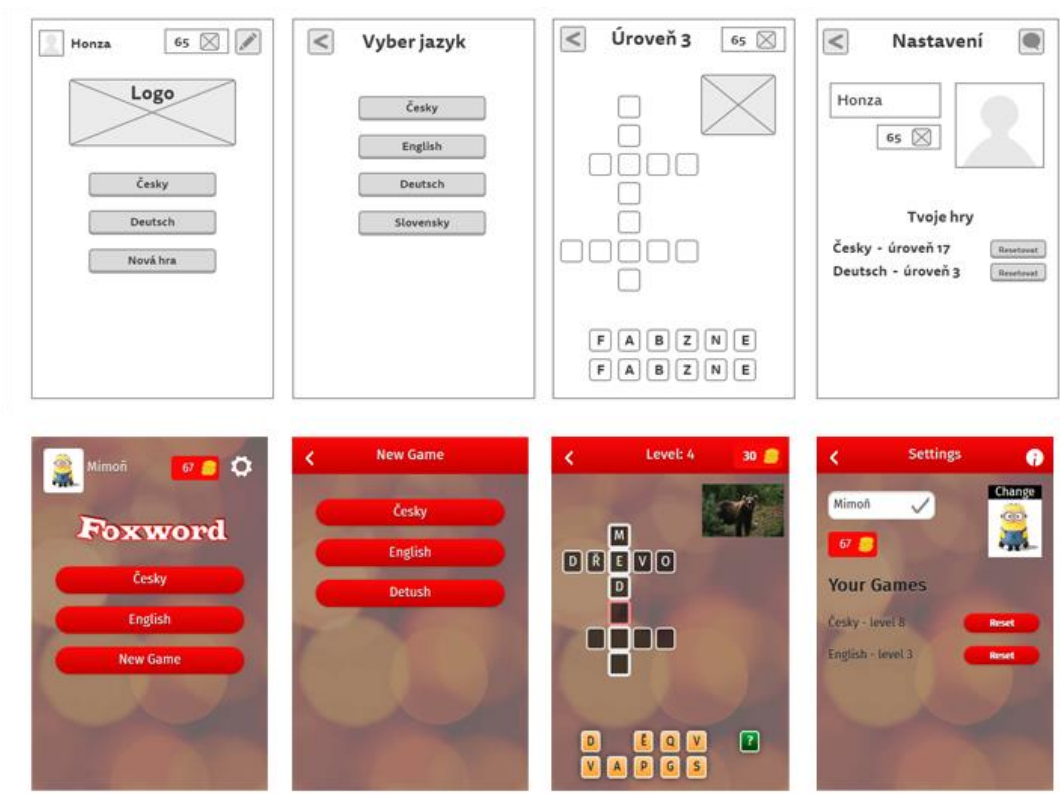 Honza 65
Logo
Česky
Deutsch
Nová hra
Vyber jazyk
Česky
English
Deutsch
Slovensky
Úroveň 3 65
F A B Z N E
F A B Z N E
Nastavení
Honza
65
Tvoje hry
Česky - úroveň 17 Resetovat
Deutsch - úroveň 3 Resetovat
Mimoň 67
Foxword
Česky
English
New Game
New Game
Česky
English
Detush
Level: 4 30
M
D Ř E V O
D
D É Q V ?
V A P G S
Settings
Change
Mimoň
67
Your Games
Česky - level 8 Reset
English - level 3 Reset